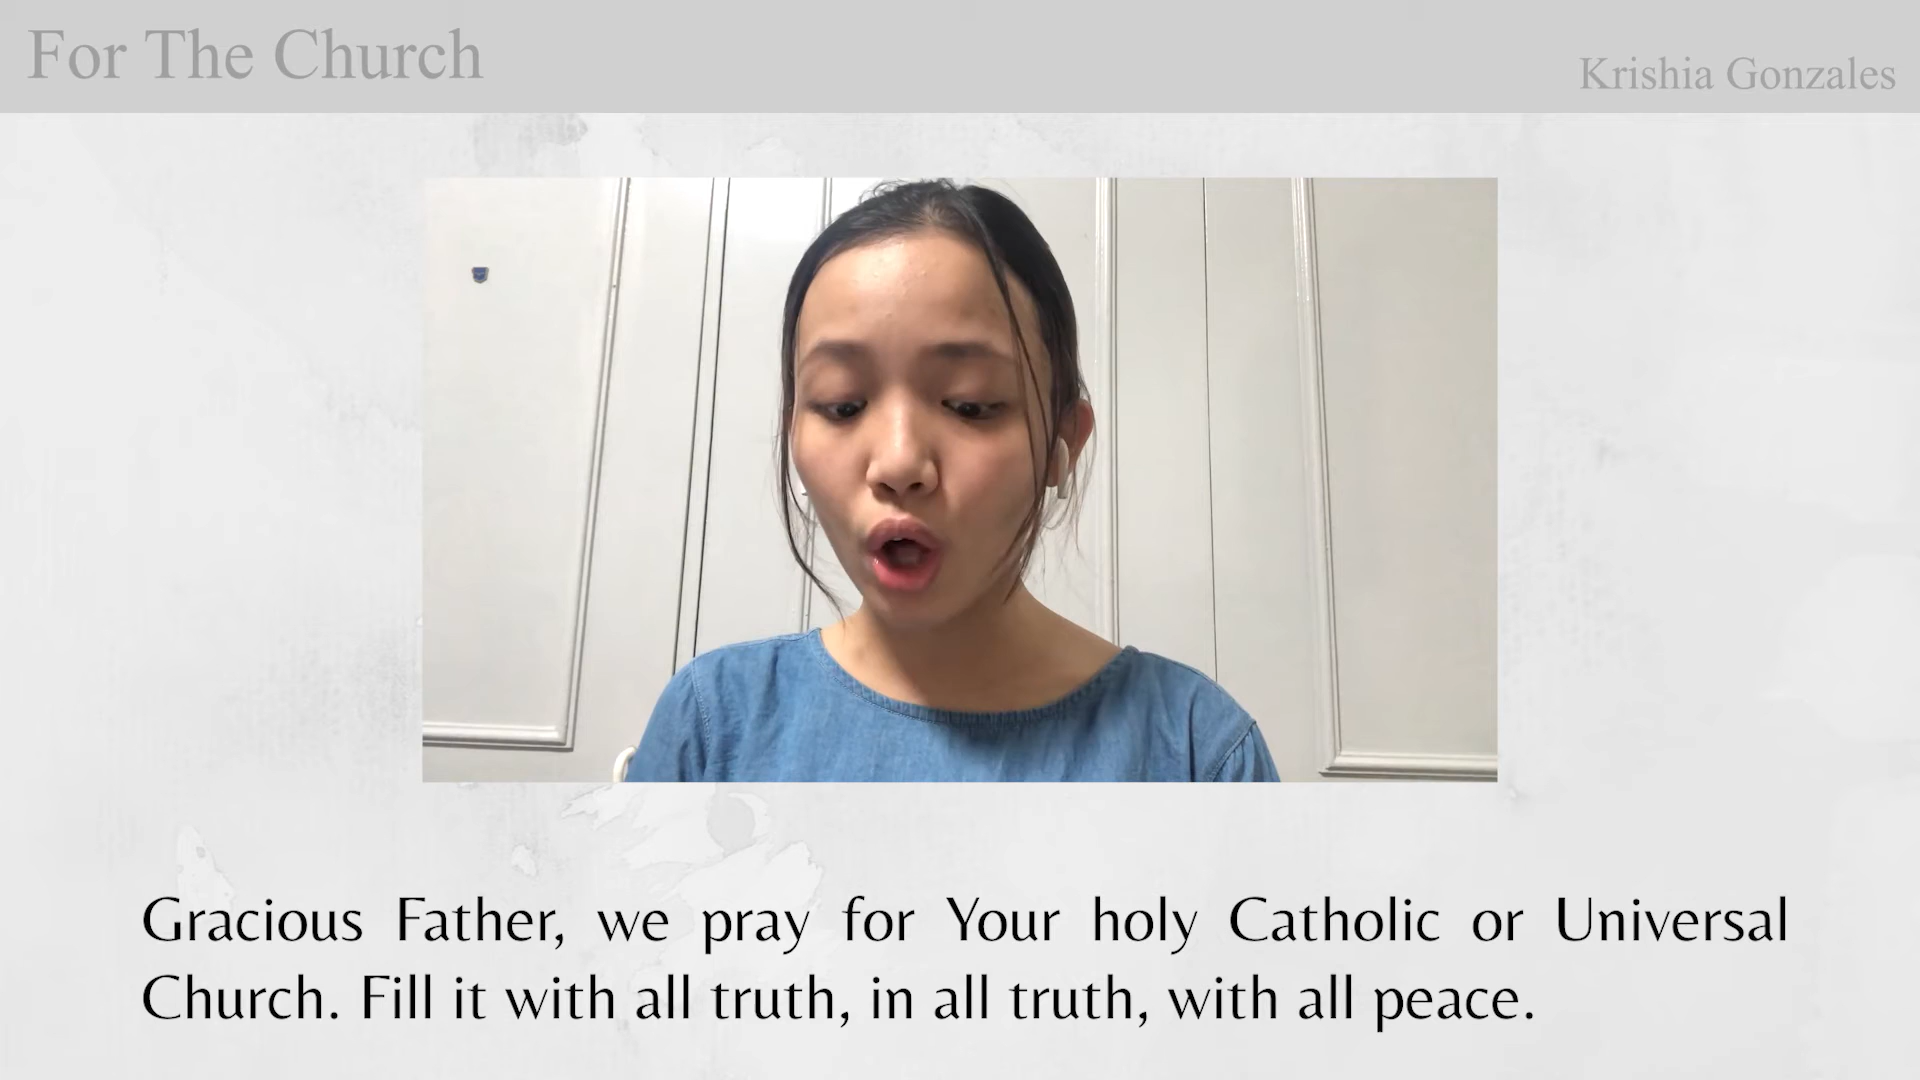 For The Church
Krishia Gonzales
Gracious Father, we pray for Your holy Catholic or Universal
Church. Fill it with all truth, in all truth, with all peace.